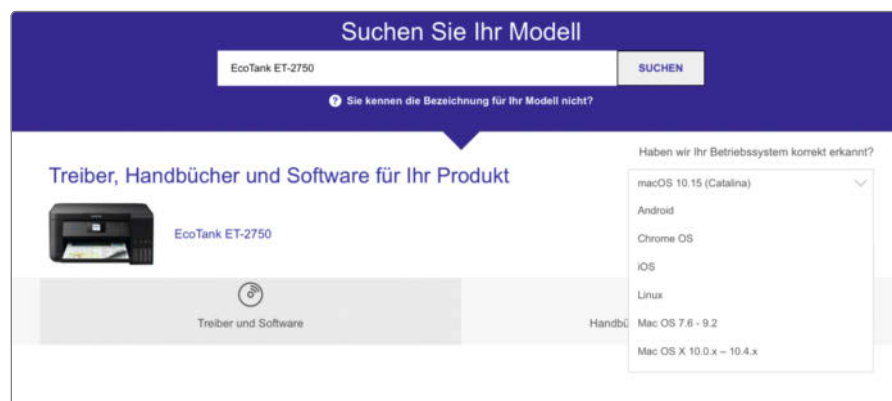 Suchen Sie Ihr Modell
EcoTank ET-2750
SUCHEN
? Sie kennen die Bezeichnung für Ihr Modell nicht?
Haben wir Ihr Betriebssystem korrekt erkannt?
Treiber, Handbücher und Software für Ihr Produkt
macOS 10.15 (Catalina)
Android
EcoTank ET-2750
Chrome OS
iOS
Linux
Treiber und Software
Handbü
Mac OS 7.6 - 9.2
Mac OS X 10.0.x – 10.4.x